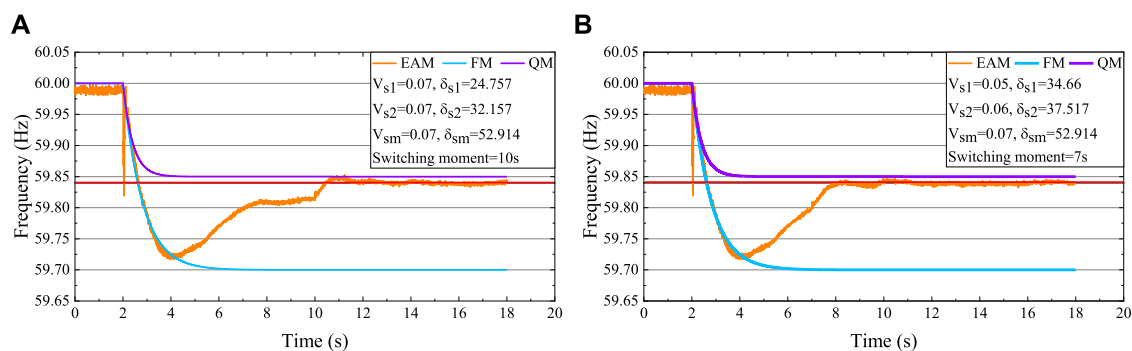 A
60.05
60.00
59.95
59.90
59.85
59.80
59.75
59.70
59.65
Frequency (Hz)
EAM FM QM
Vs1=0.07, δs1=24.757
Vs2=0.07, δs2=32.157
Vsm=0.07, δsm=52.914
Switching moment=10s
0 2 4 6 8 10 12 14 16 18 20
Time (s)
B
60.05
60.00
59.95
59.90
59.85
59.80
59.75
59.70
59.65
Frequency (Hz)
EAM FM QM
Vs1=0.05, δs1=34.66
Vs2=0.06, δs2=37.517
Vsm=0.07, δsm=52.914
Switching moment=7s
0 2 4 6 8 10 12 14 16 18 20
Time (s)